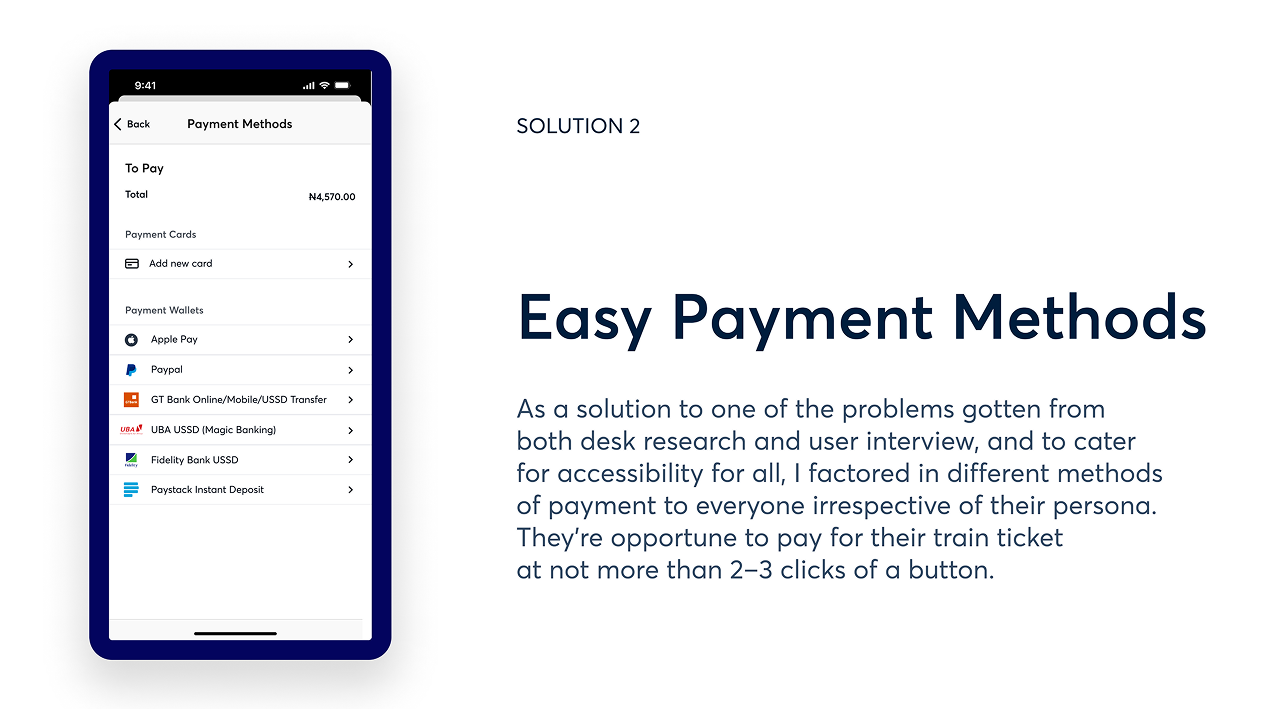 9:41
Back
Payment Methods
To Pay
Total
₦4,570.00
Payment Cards
Add new card
Payment Wallets
Apple Pay
Paypal
GTBank
GT Bank Online/Mobile/USSD Transfer
UBA
UBA USSD (Magic Banking)
Fidelity
Fidelity Bank USSD
Paystack Instant Deposit
SOLUTION 2
Easy Payment Methods
As a solution to one of the problems gotten from
both desk research and user interview, and to cater
for accessibility for all, I factored in different methods
of payment to everyone irrespective of their persona.
They're opportune to pay for their train ticket
at not more than 2–3 clicks of a button.